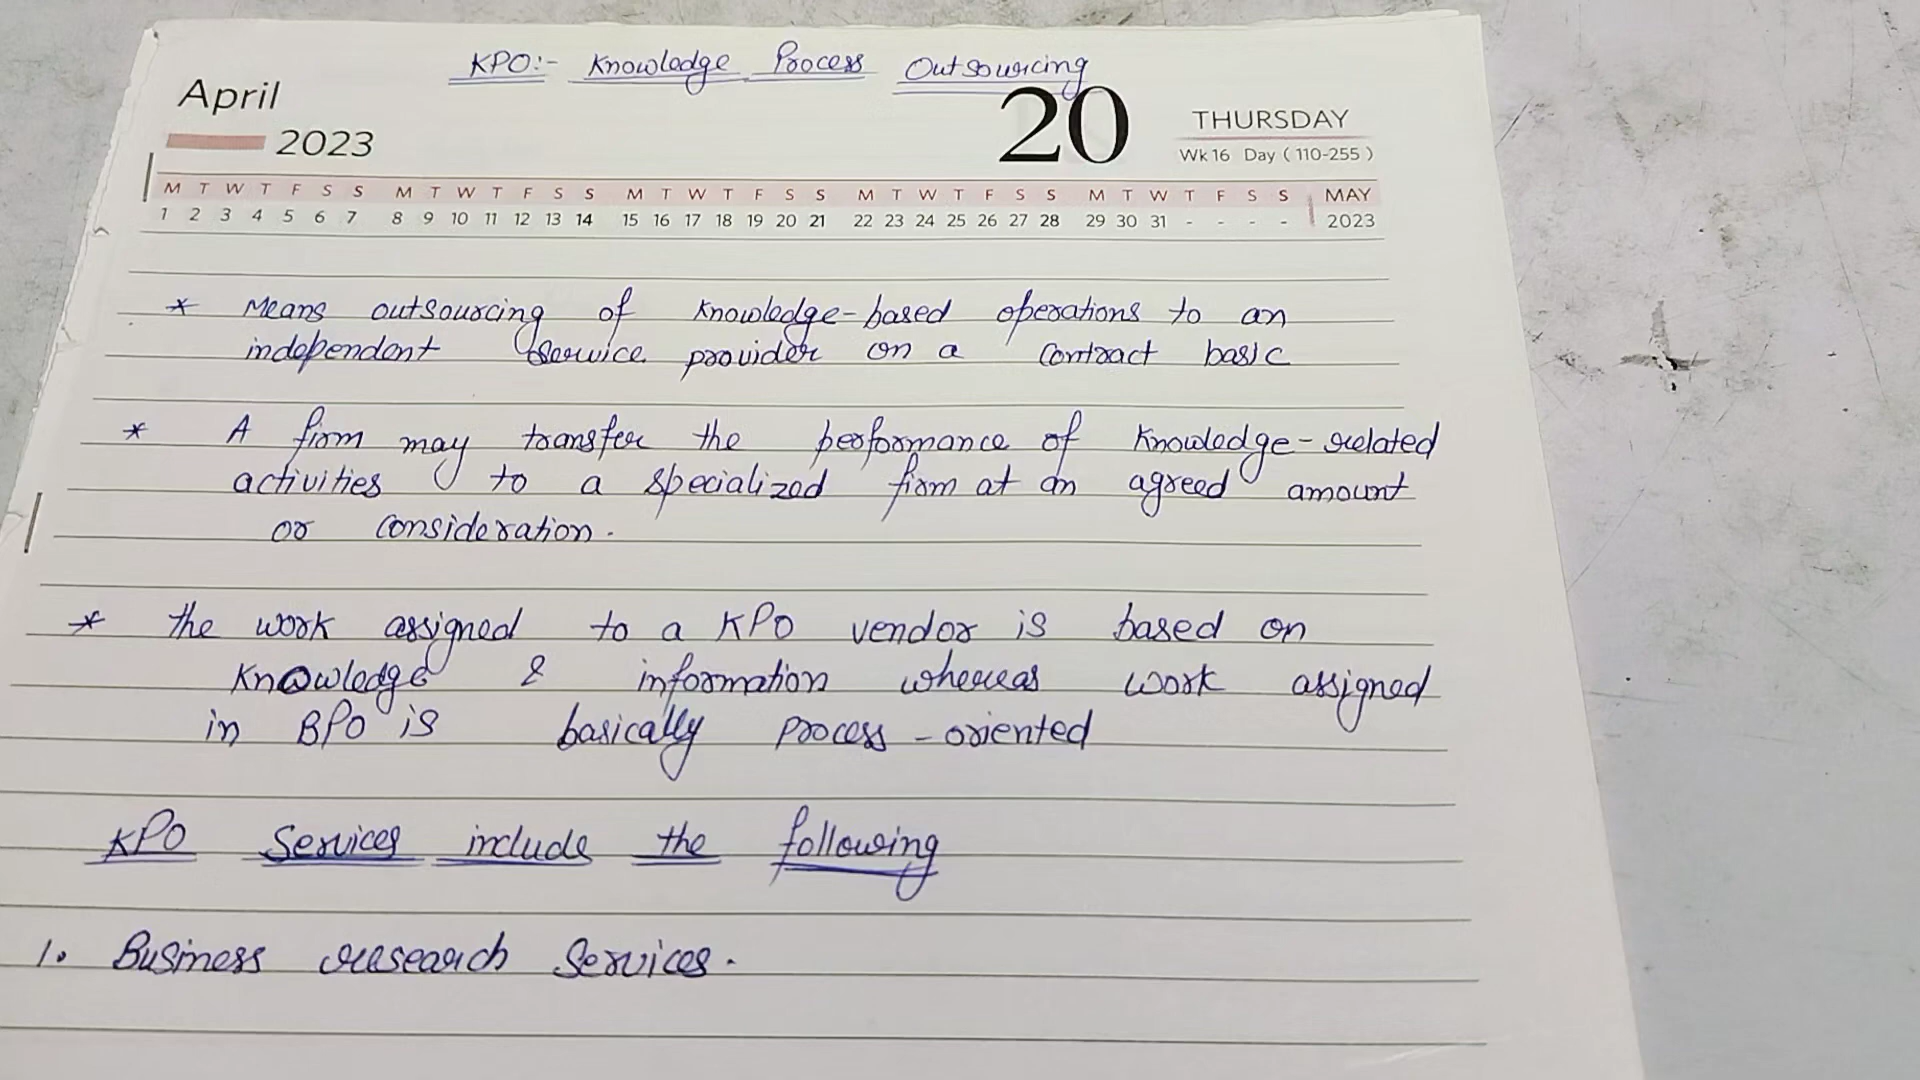 KPO:- Knowledge Process Outsourcing
April
2023
20
THURSDAY
Wk 16 Day ( 110-255 )
M T W T F S S M T W T F S S M T W T F S S M T W T F S S M T W T F S S MAY
1 2 3 4 5 6 7 8 9 10 11 12 13 14 15 16 17 18 19 20 21 22 23 24 25 26 27 28 29 30 31 - - - - 2023
* Means outsourcing of knowledge-based operations to an
independent service provider on a contract basic
* A firm may transfer the performance of knowledge-related
activities to a specialized firm at an agreed amount
or consideration.
* the work assigned to a KPO vendor is based on
knowledge & information whereas work assigned
in BPO is basically process-oriented
KPO Services include the following
1. Business research Services.